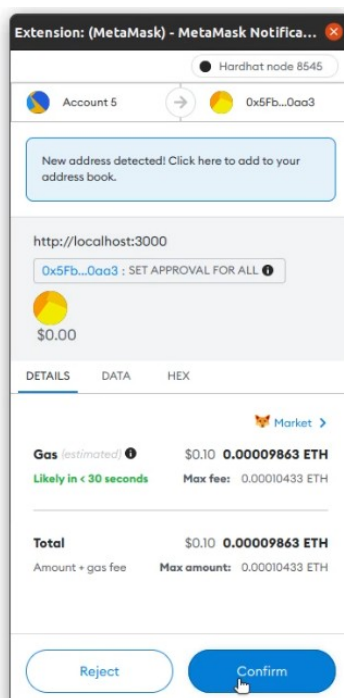 Extension: (MetaMask) - MetaMask Notifica...
Hardhat node 8545
Account 5 0x5Fb...0aa3
New address detected! Click here to add to your
address book.
http://localhost:3000
0x5Fb...0aa3 : SET APPROVAL FOR ALL
$0.00
DETAILS DATA HEX
Market >
Gas (estimated) $0.10 0.00009863 ETH
Likely in < 30 seconds Max fee: 0.00010433 ETH
Total $0.10 0.00009863 ETH
Amount + gas fee Max amount: 0.00010433 ETH
Reject Confirm